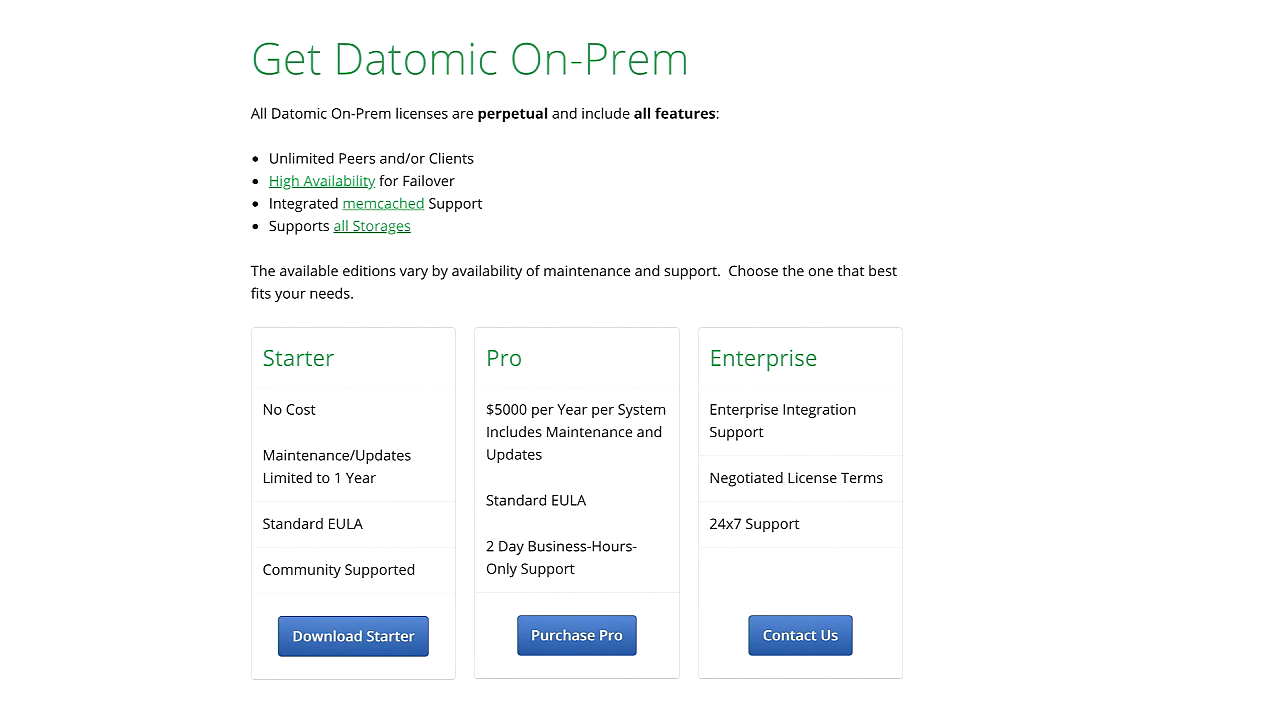 Get Datomic On-Prem
All Datomic On-Prem licenses are perpetual and include all features:
Unlimited Peers and/or Clients
High Availability for Failover
Integrated memcached Support
Supports all Storages
The available editions vary by availability of maintenance and support. Choose the one that best
fits your needs.
Starter
No Cost
Maintenance/Updates
Limited to 1 Year
Standard EULA
Community Supported
Download Starter
Pro
$5000 per Year per System
Includes Maintenance and
Updates
Standard EULA
2 Day Business-Hours-
Only Support
Purchase Pro
Enterprise
Enterprise Integration
Support
Negotiated License Terms
24x7 Support
Contact Us